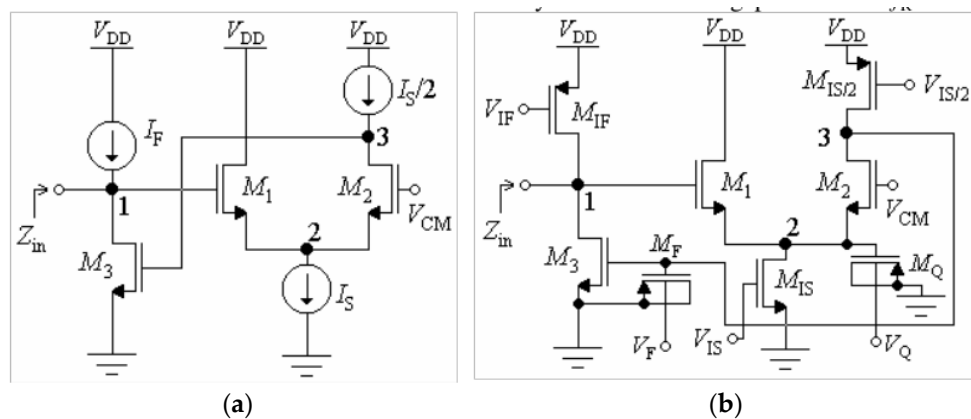 V_DD V_DD V_DD V_DD V_DD V_DD
I_S/2 M_IS/2 V_IS/2
I_F 3 V_IF M_IF 3
M_1 M_2 M_1 M_2
1 V_CM 1 V_CM
Z_in 2 Z_in 2
M_3 M_3 M_F M_Q
I_S M_IS
V_F V_IS V_Q
(a) (b)